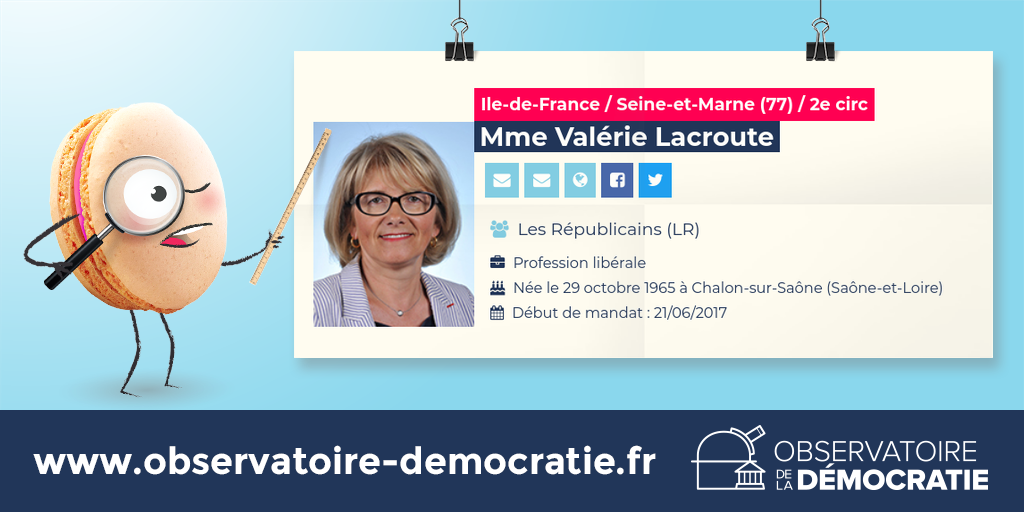 Ile-de-France / Seine-et-Marne (77) / 2e circ
Mme Valérie Lacroute
Les Républicains (LR)
Profession libérale
Née le 29 octobre 1965 à Chalon-sur-Saône (Saône-et-Loire)
Début de mandat : 21/06/2017
www.observatoire-democratie.fr
OBSERVATOIRE
DE LA DÉMOCRATIE